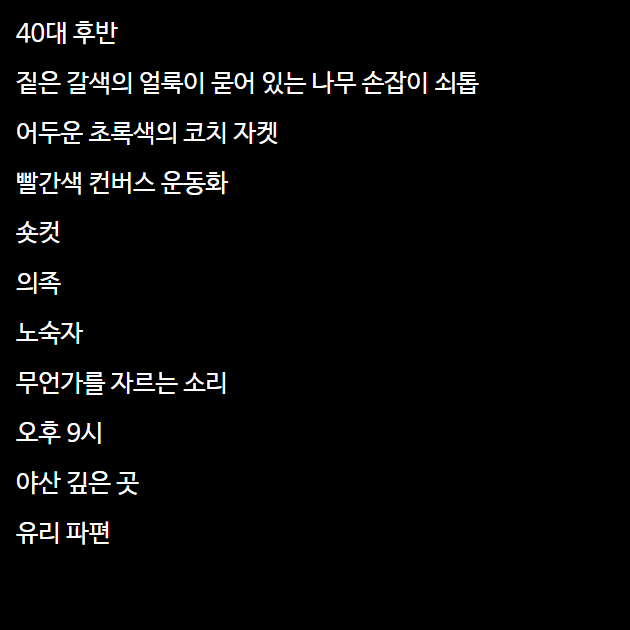 40대 후반
짙은 갈색의 얼룩이 묻어 있는 나무 손잡이 쇠톱
어두운 초록색의 코치 자켓
빨간색 컨버스 운동화
숏컷
의족
노숙자
무언가를 자르는 소리
오후 9시
야산 깊은 곳
유리 파편